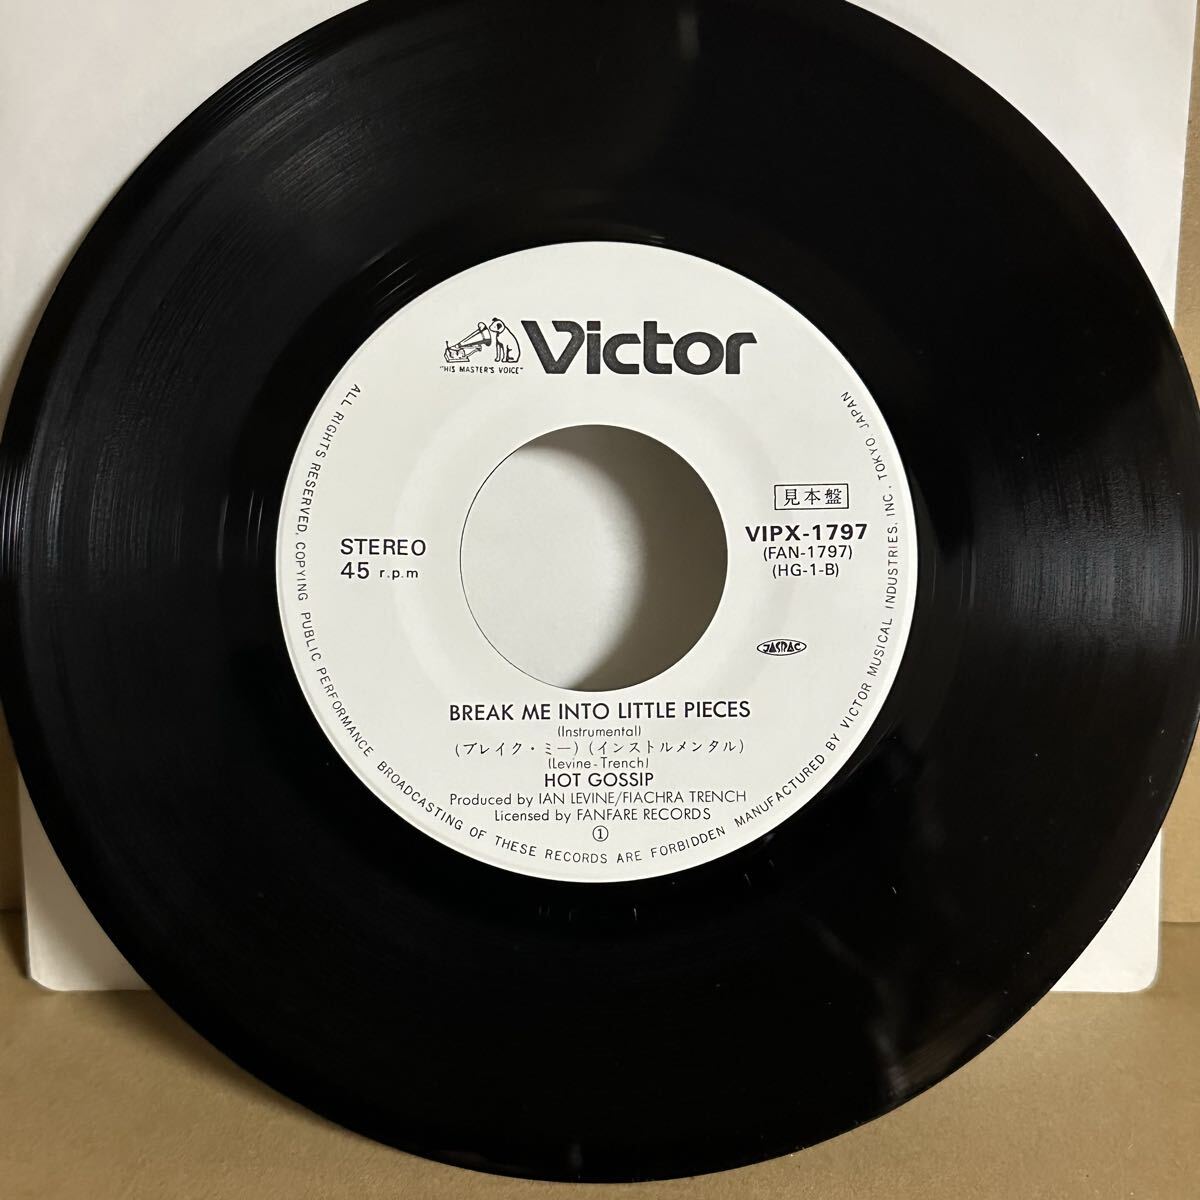 Victor
"HIS MASTER'S VOICE"
見本盤
VIPX-1797
(FAN-1797)
(HG-1-B)
STEREO
45 r.p.m
JASRAC
BREAK ME INTO LITTLE PIECES
(Instrumental)
(ブレイク・ミー)(インストルメンタル)
(Levine-Trench)
HOT GOSSIP
Produced by IAN LEVINE/FIACHRA TRENCH
Licensed by FANFARE RECORDS
①
ALL RIGHTS RESERVED, COPYING PUBLIC PERFORMANCE BROADCASTING OF THESE RECORDS ARE FORBIDDEN MANUFACTURED BY VICTOR MUSICAL INDUSTRIES, INC., TOKYO, JAPAN